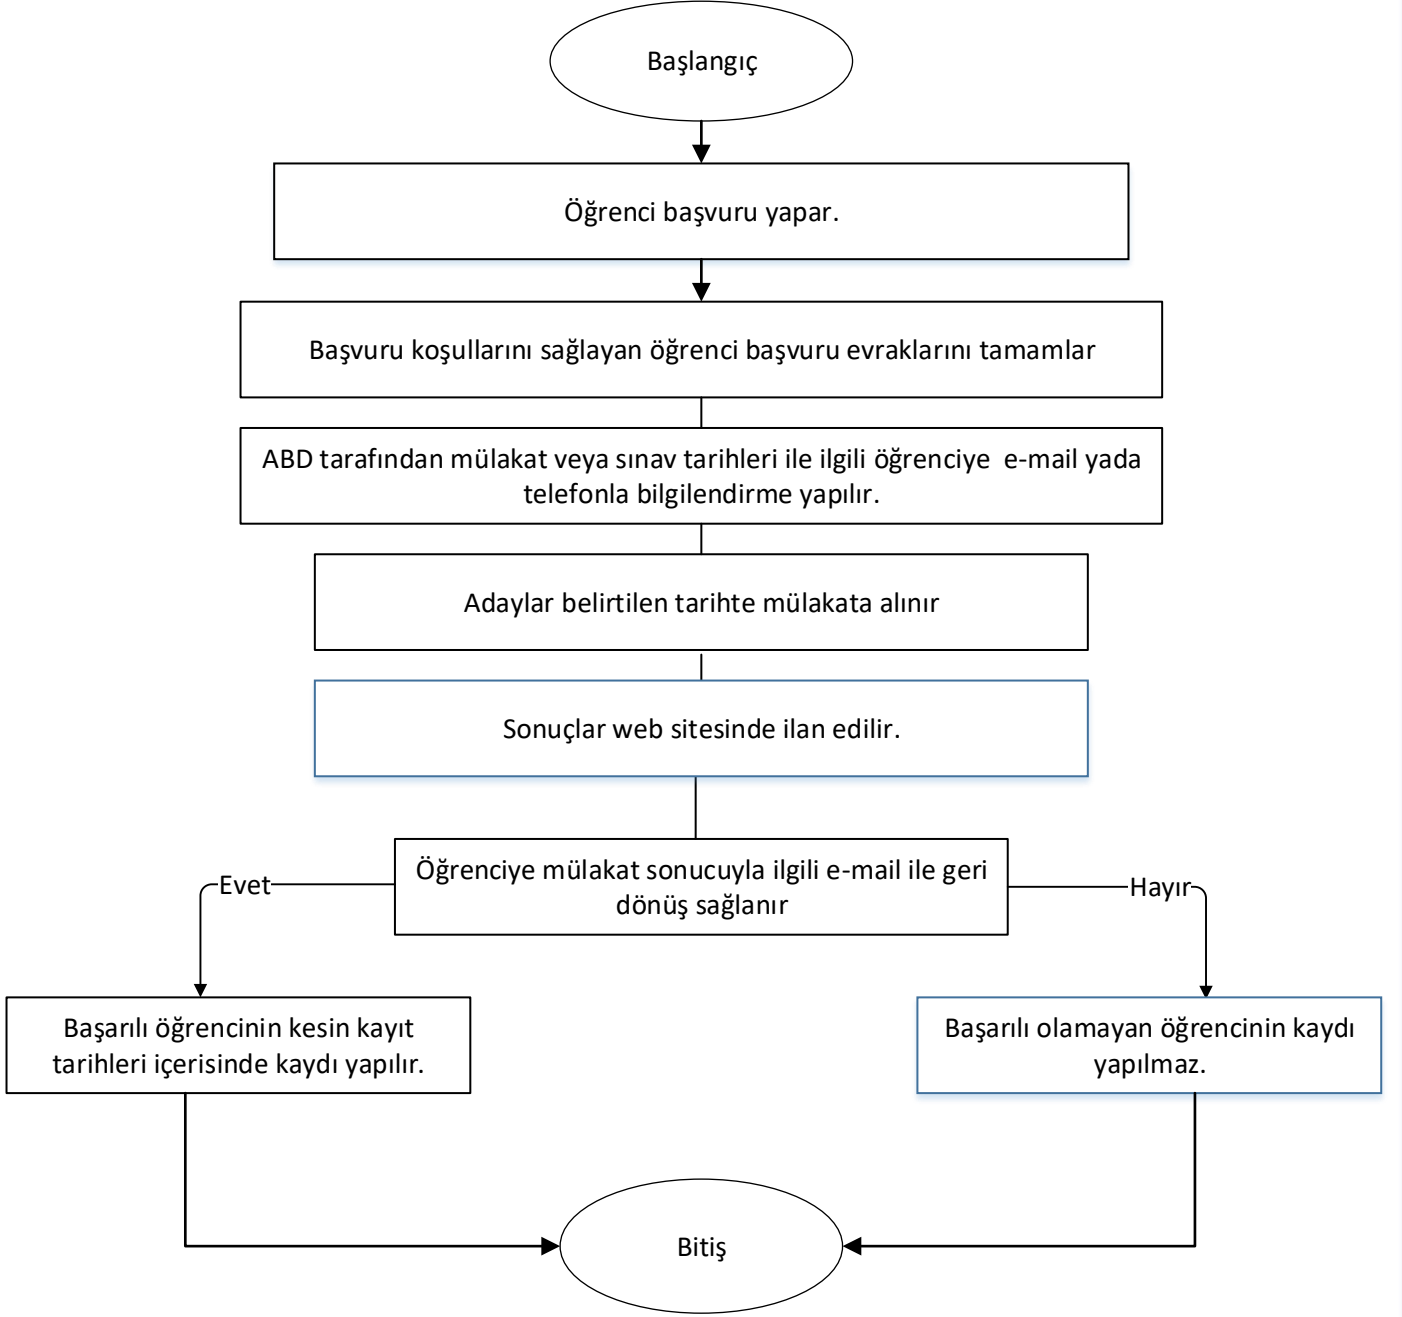 Başlangıç
Öğrenci başvuru yapar.
Başvuru koşullarını sağlayan öğrenci başvuru evraklarını tamamlar
ABD tarafından mülakat veya sınav tarihleri ile ilgili öğrenciye  e-mail yada
telefonla bilgilendirme yapılır.
Adaylar belirtilen tarihte mülakata alınır
Sonuçlar web sitesinde ilan edilir.
Öğrenciye mülakat sonucuyla ilgili e-mail ile geri
dönüş sağlanır
Evet
Hayır
Başarılı öğrencinin kesin kayıt
tarihleri içerisinde kaydı yapılır.
Başarılı olamayan öğrencinin kaydı
yapılmaz.
Bitiş